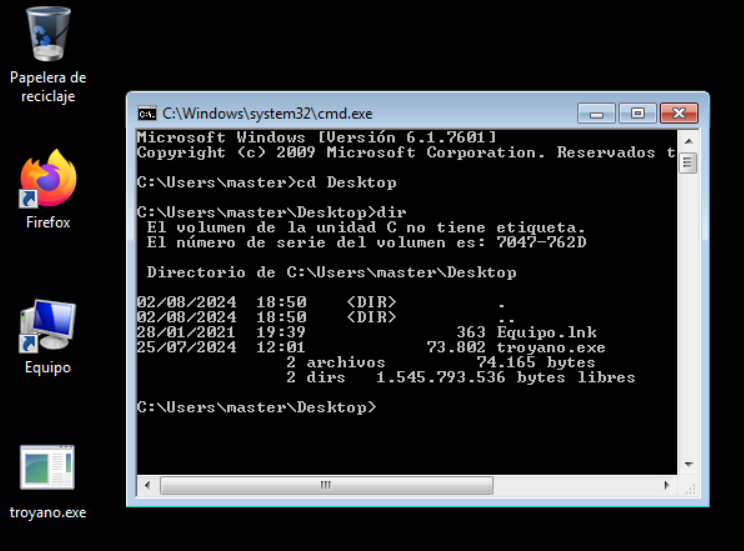 Papelera de
reciclaje
Firefox
Equipo
troyano.exe
C:\Windows\system32\cmd.exe
Microsoft Windows [Versión 6.1.7601]
Copyright (c) 2009 Microsoft Corporation. Reservados t
C:\Users\master>cd Desktop
C:\Users\master\Desktop>dir
El volumen de la unidad C no tiene etiqueta.
El número de serie del volumen es: 7047-762D
Directorio de C:\Users\master\Desktop
02/08/2024  18:50    <DIR>          .
02/08/2024  18:50    <DIR>          ..
28/01/2021  19:39               363 Equipo.lnk
25/07/2024  12:01            73.802 troyano.exe
2 archivos         74.165 bytes
2 dirs   1.545.793.536 bytes libres
C:\Users\master\Desktop>